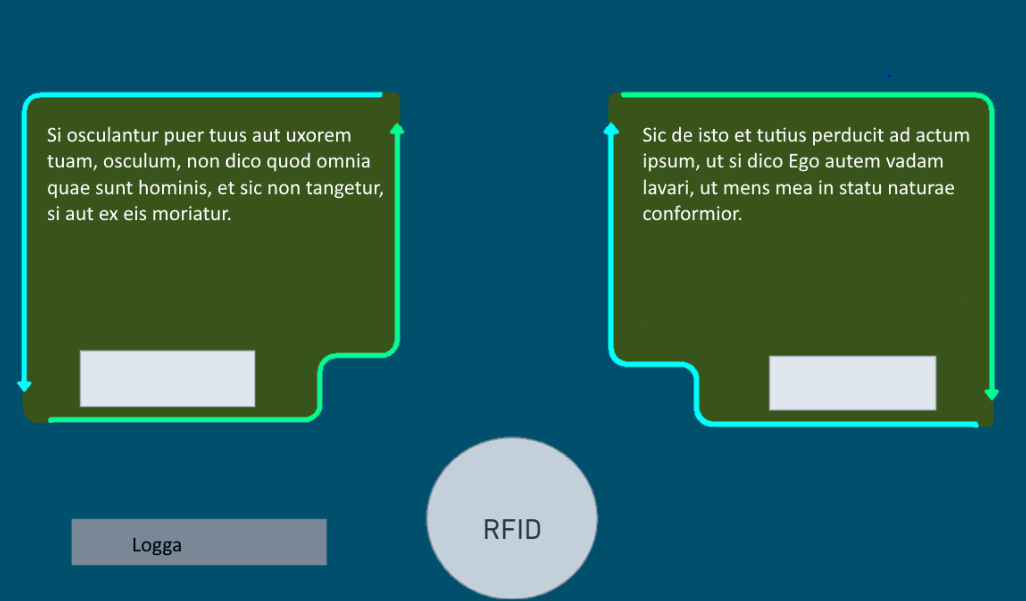 Si osculantur puer tuus aut uxorem
tuam, osculum, non dico quod omnia
quae sunt hominis, et sic non tangetur,
si aut ex eis moriatur.
Sic de isto et tutius perducit ad actum
ipsum, ut si dico Ego autem vadam
lavari, ut mens mea in statu naturae
conformior.
RFID
Logga